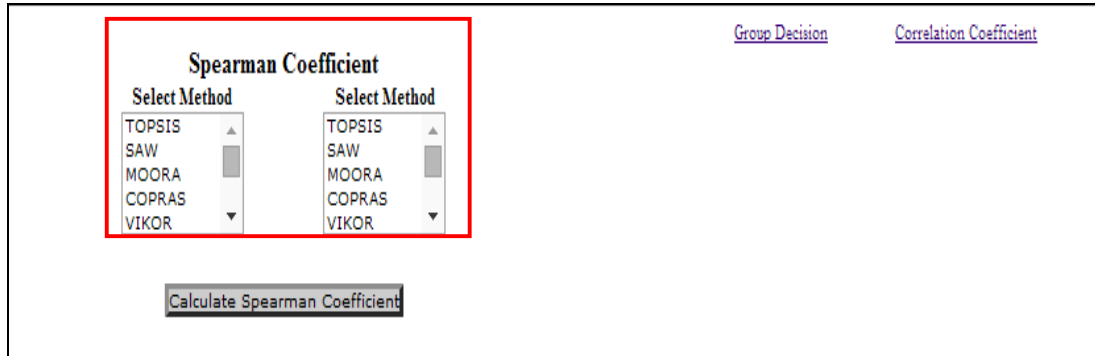 Group Decision Correlation Coefficient
Spearman Coefficient
Select Method Select Method
TOPSIS TOPSIS
SAW SAW
MOORA MOORA
COPRAS COPRAS
VIKOR VIKOR
Calculate Spearman Coefficient